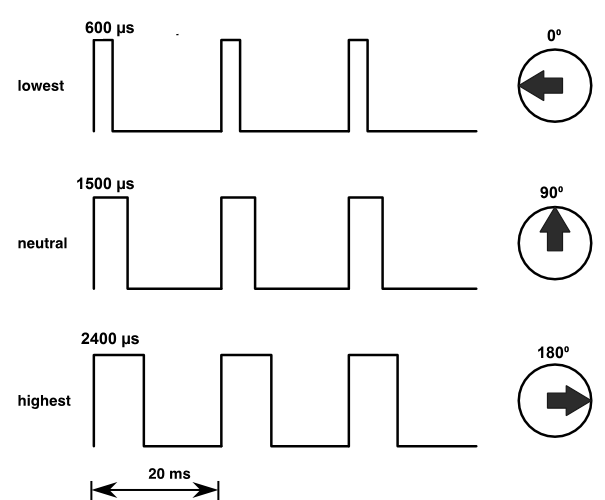 600 µs
0º
lowest
1500 µs
90º
neutral
2400 µs
180º
highest
20 ms